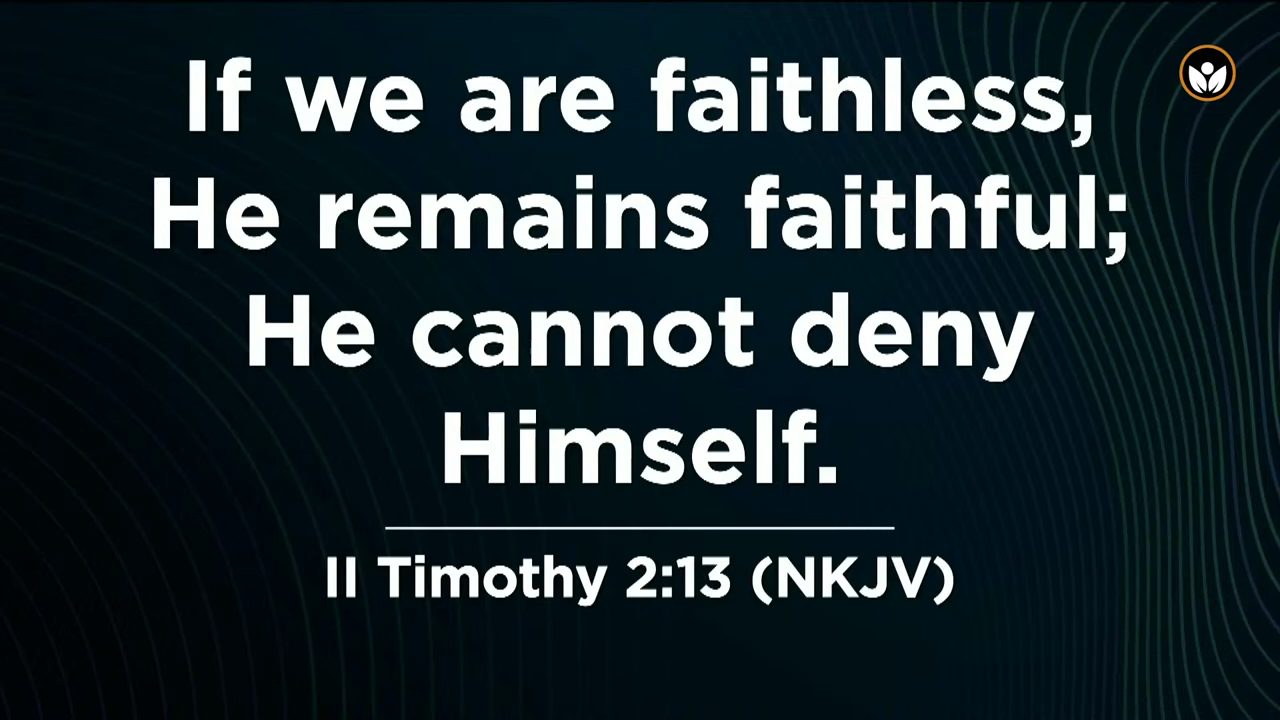 If we are faithless,
He remains faithful;
He cannot deny
Himself.
II Timothy 2:13 (NKJV)